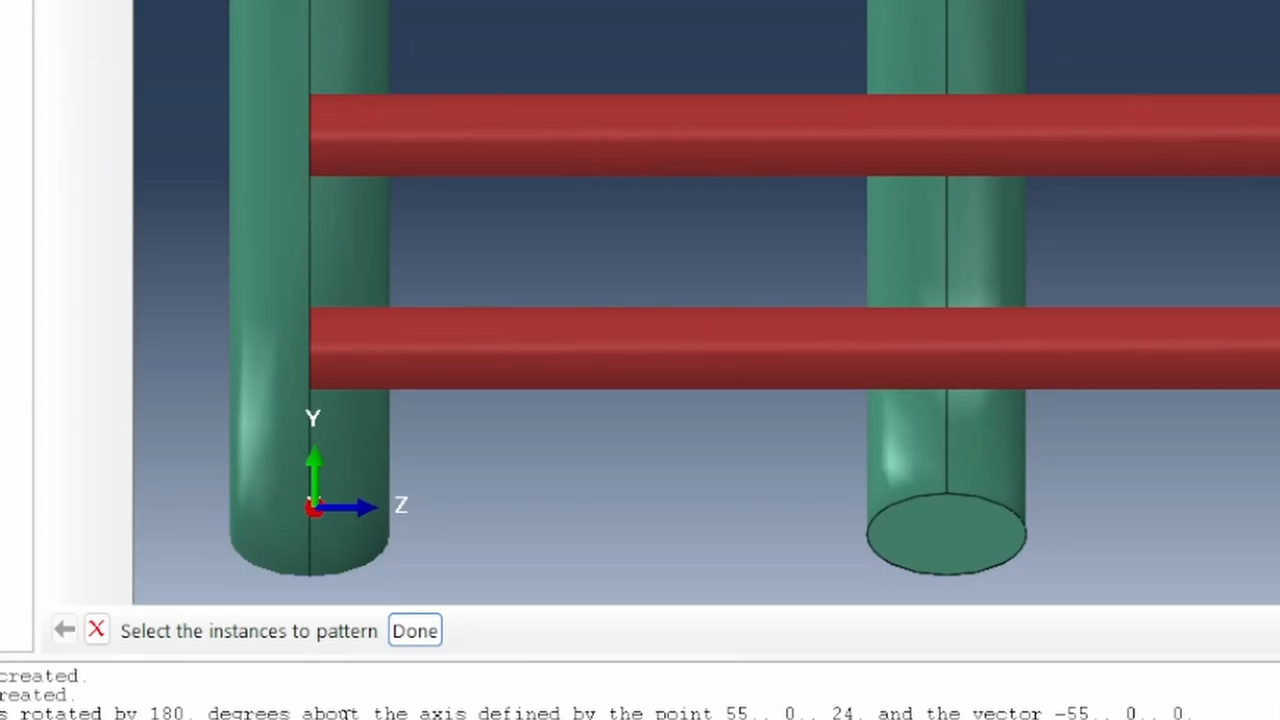 Y
Z
Select the instances to pattern Done
created.
reated.
s rotated by 180. degrees about the axis defined by the point 55., 0., 24. and the vector -55., 0., 0.